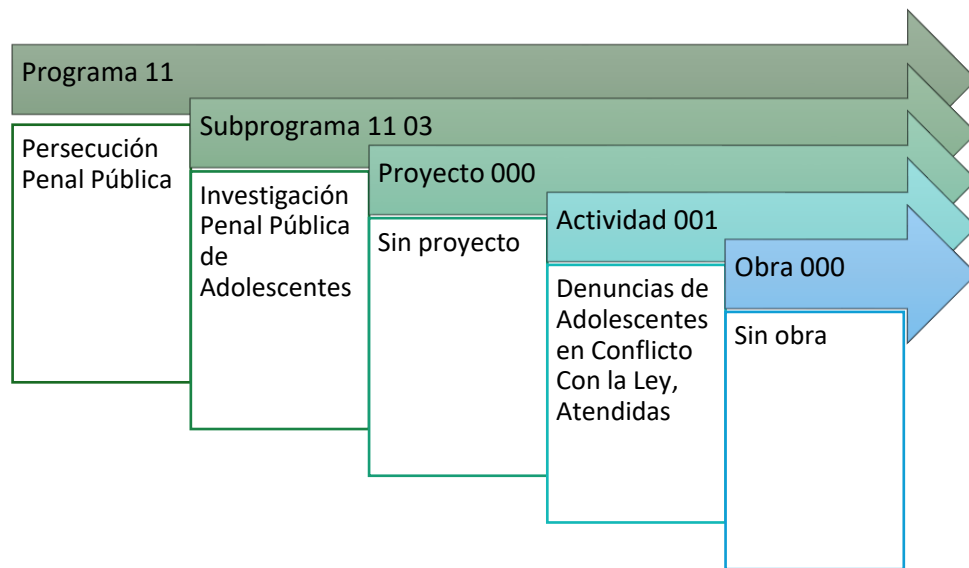 Programa 11
Persecución
Penal Pública
Subprograma 11 03
Investigación
Penal Pública
de
Adolescentes
Proyecto 000
Sin proyecto
Actividad 001
Denuncias de
Adolescentes
en Conflicto
Con la Ley,
Atendidas
Obra 000
Sin obra